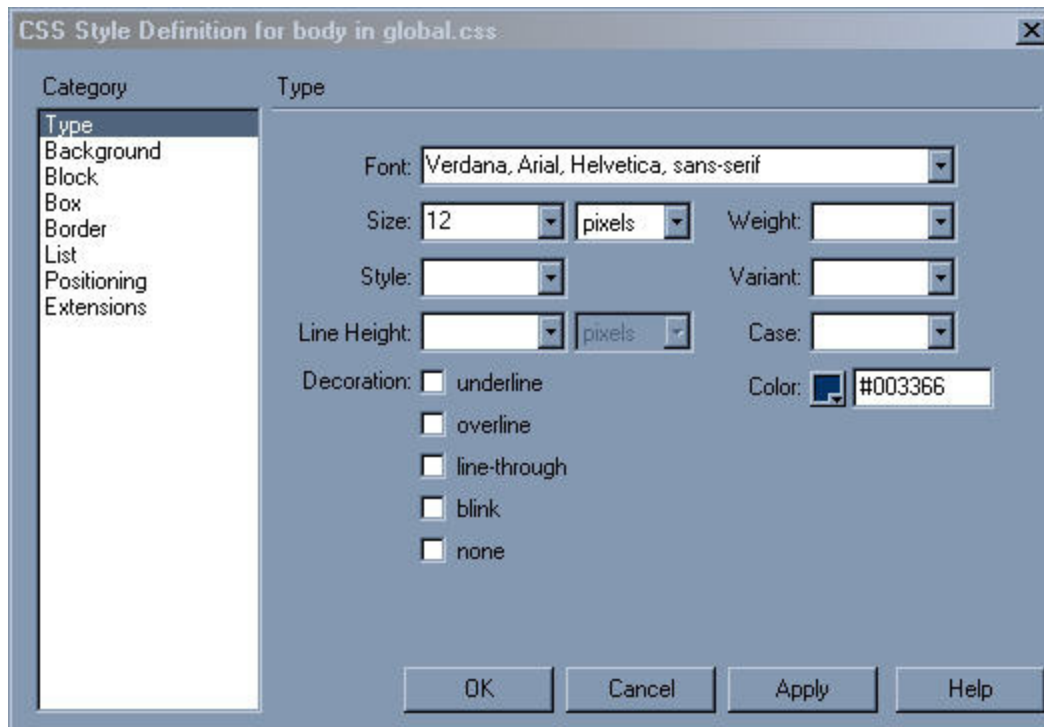 CSS Style Definition for body in global.css
Category
Type
Background
Block
Box
Border
List
Positioning
Extensions
Type
Font: Verdana, Arial, Helvetica, sans-serif
Size: 12 pixels Weight:
Style: Variant:
Line Height: pixels Case:
Decoration: underline Color: #003366
overline
line-through
blink
none
OK Cancel Apply Help